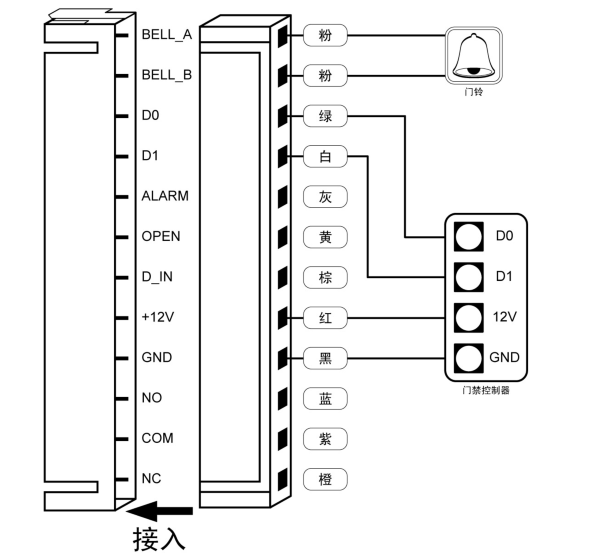 BELL_A 粉
BELL_B 粉
门铃
D0 绿
D1 白
ALARM 灰
OPEN 黄
D0
D_IN 棕
D1
+12V 红
12V
GND 黑
GND
门禁控制器
NO 蓝
COM 紫
NC 橙
接入